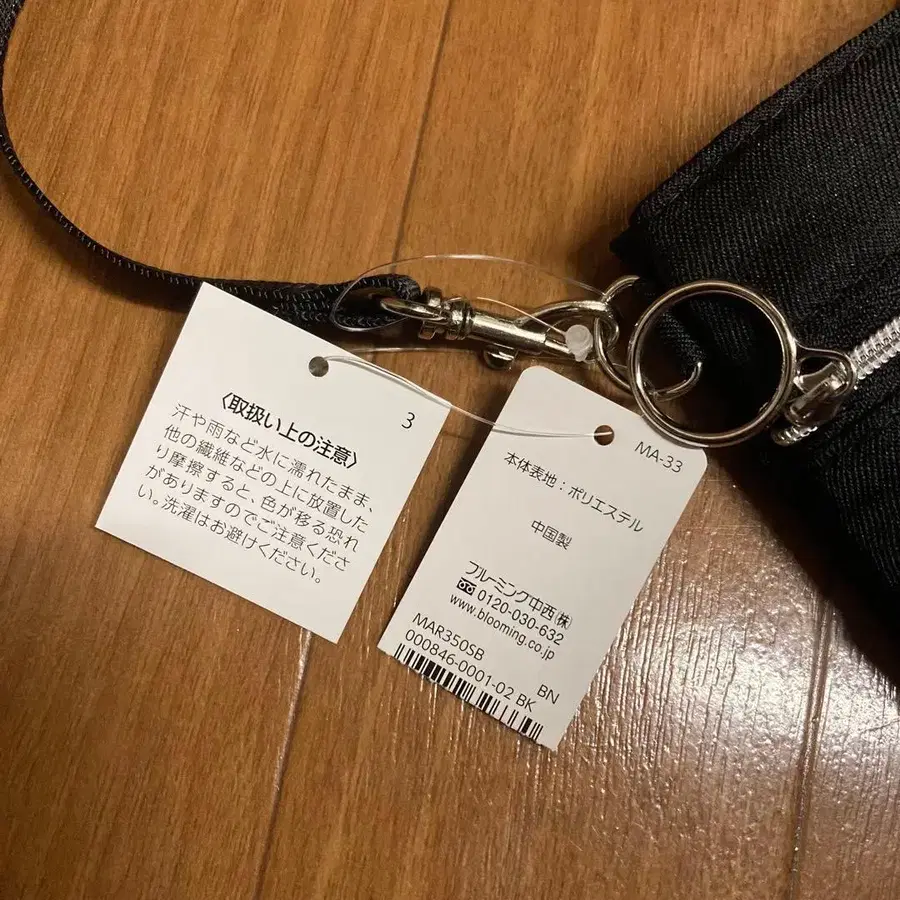 3
〈取扱い上の注意〉
汗や雨など水に濡れたまま、
他の繊維などの上に放置した
り摩擦すると、色が移る恐れ
がありますのでご注意くださ
い。洗濯はお避けください。
MA-33
本体表地：ポリエステル
中国製
ブルーミング中西㈱
0120-030-632
www.blooming.co.jp
MAR350SB
BN
000846-0001-02 BK